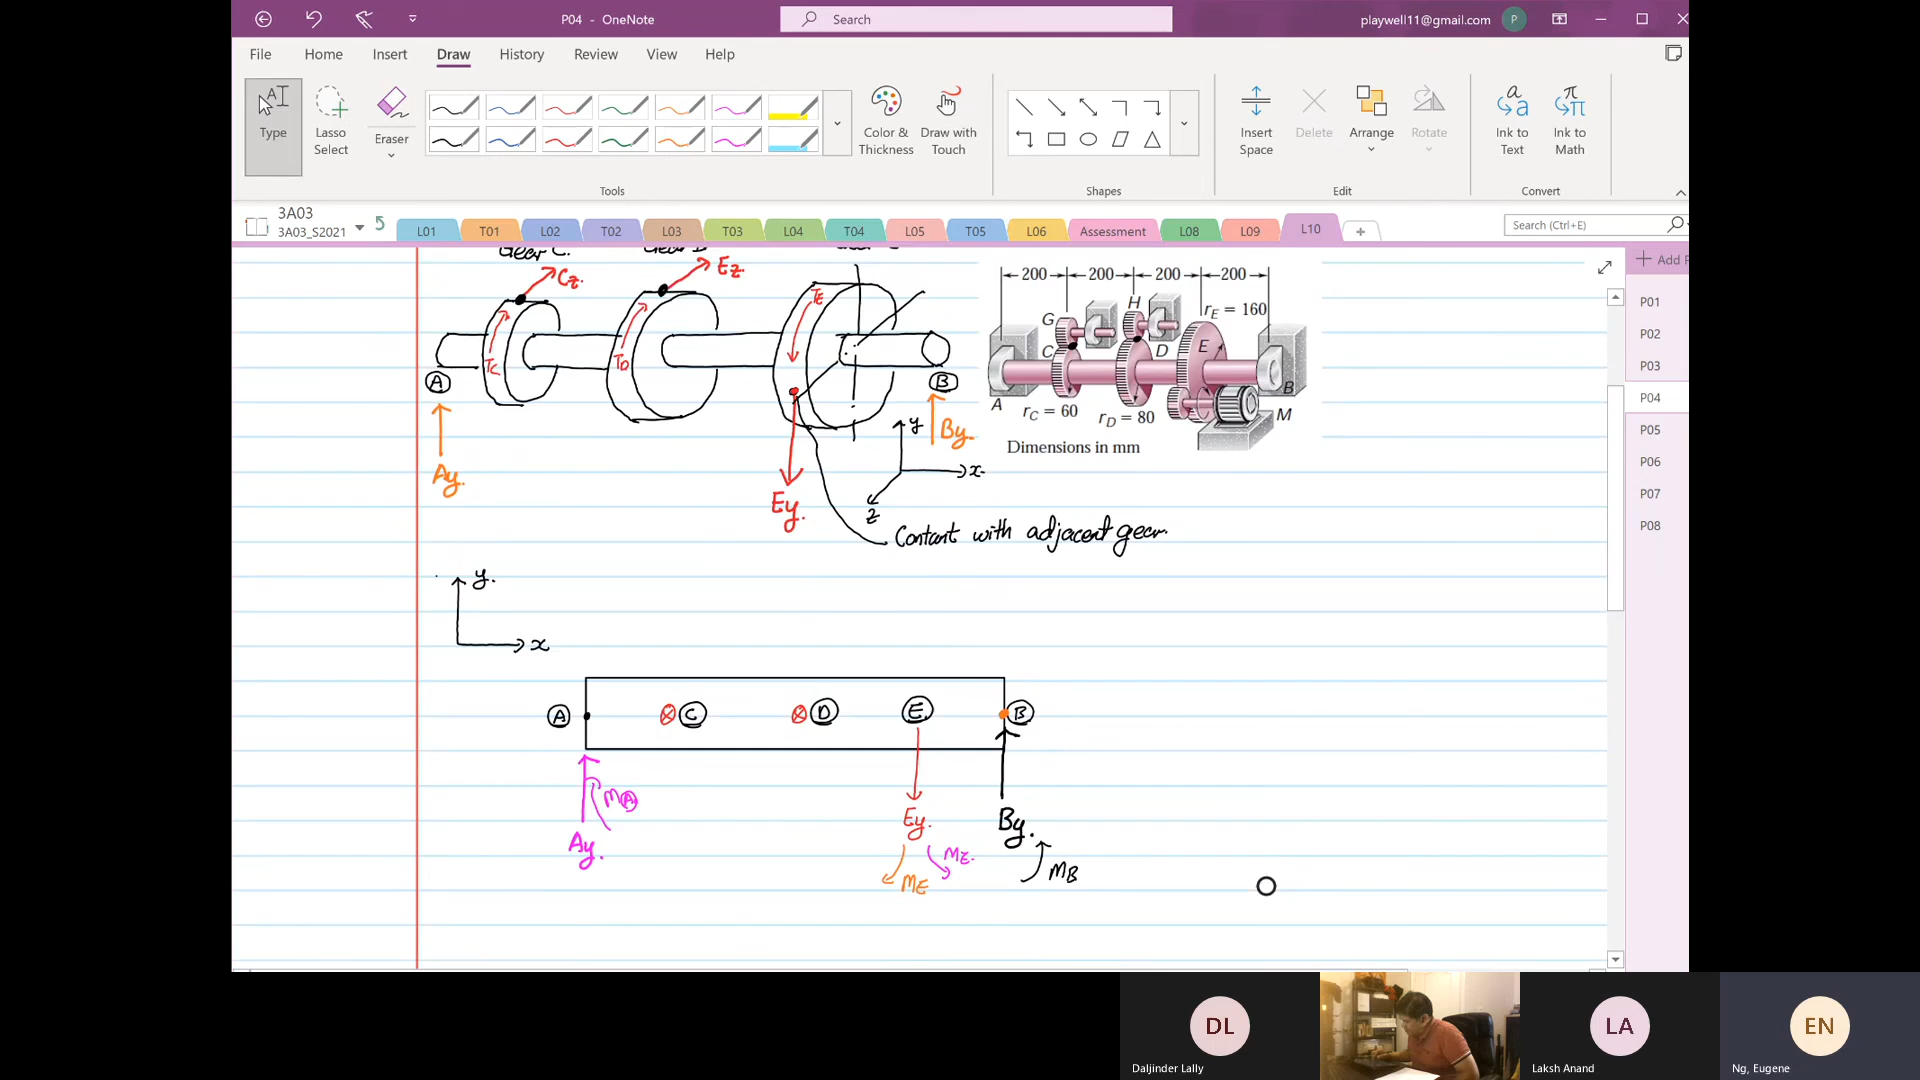 P04 - OneNote
Search
playwell11@gmail.com
P
File Home Insert Draw History Review View Help
Type
Lasso Select
Eraser
Color & Thickness
Draw with Touch
Insert Space
Delete
Arrange
Rotate
Ink to Text
Ink to Math
Tools
Shapes
Edit
Convert
3A03
3A03_S2021
L01 T01 L02 T02 L03 T03 L04 T04 L05 T05 L06 Assessment L08 L09 L10
Search (Ctrl+E)
Add P
P01
P02
P03
P04
P05
P06
P07
P08
Gear C.
Cz.
Ez.
TC
TD
TE
A
B
Ay.
By.
Ey.
y
x
z
Contant with adjacent gear.
200 200 200 200
G
H
rE = 160
C
D
E
A
B
M
rC = 60
rD = 80
Dimensions in mm
y.
x
A
C
D
E
B
MA
Ay.
Ey.
ME.
ME
By.
MB
DL
LA
EN
Daljinder Lally
Laksh Anand
Ng, Eugene